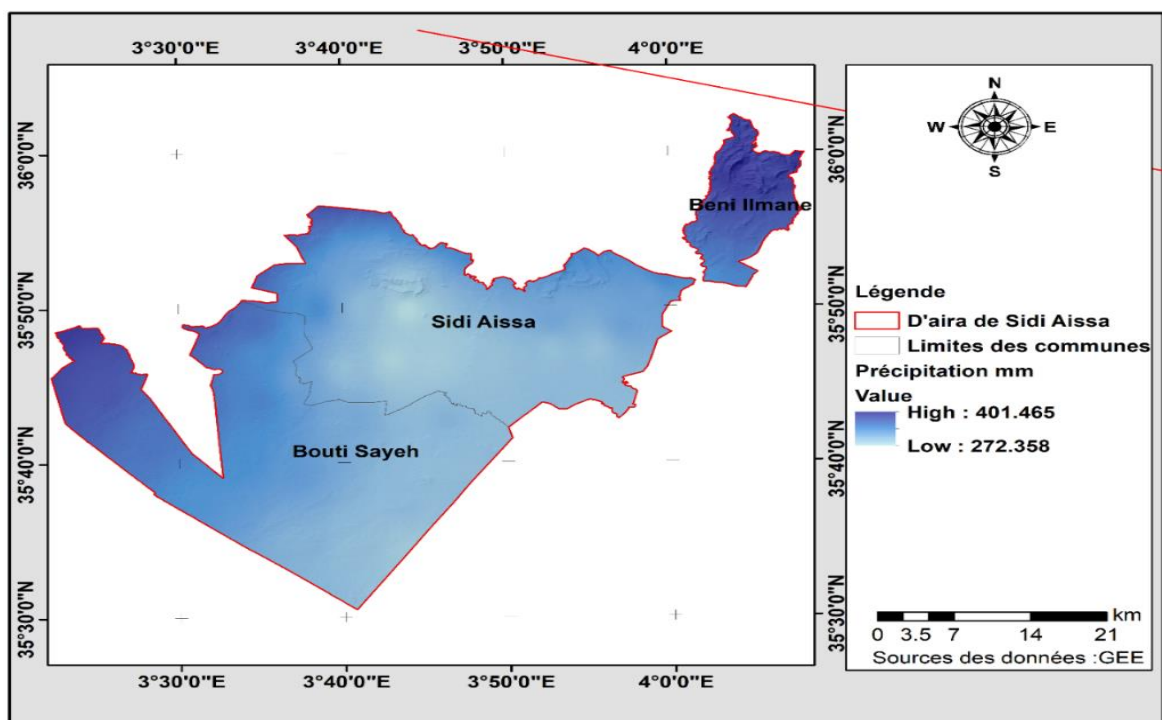 3°30'0"E 3°40'0"E 3°50'0"E 4°0'0"E
36°0'0"N 36°0'0"N
35°50'0"N 35°50'0"N
35°40'0"N 35°40'0"N
35°30'0"N 35°30'0"N
Beni Ilmane
Sidi Aissa
Bouti Sayeh
3°30'0"E 3°40'0"E 3°50'0"E 4°0'0"E
N
W E
S
Légende
D'aira de Sidi Aissa
Limites des communes
Précipitation mm
Value
High : 401.465
Low : 272.358
km
0 3.5 7 14 21
Sources des données :GEE